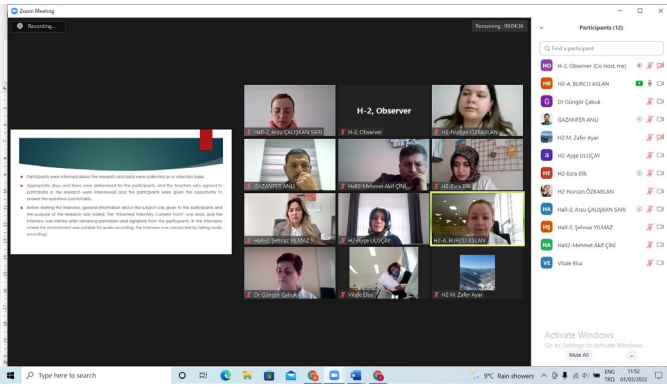 Zoom Meeting
Recording...
Remaining : 00:04:36
Participants (12)
Find a participant
HO H-2, Observer (Co-host, me)
HB H2-A. BURCU ASLAN
G Dr Güngör Çabuk
GAZANFER ANLI
H2 M. Zafer Ayar
a H2-Ayşe ULUÇAY
HE H2-Esra Elik
H2-Nurcan ÖZKARLAN
HA Hall-2, Arzu ÇALIŞKAN SARI
HŞ Hall-2, Şehnaz YILMAZ
HA Hall2-Mehmet Akif ÇİNİ
VE Vitale Elsa
Participants were informed about the research and data were collected on a voluntary basis.
Appropriate days and times were determined for the participants, and the teachers who agreed to
participate in the research were interviewed and the participants were given the opportunity to
answer the questions comfortably.
Before starting the interview, general information about the subject was given to the participants and
the purpose of the research was stated. The "Informed Voluntary Consent Form" was read, and the
interview was started after obtaining permission and signature from the participants. In the interviews
where the environment was suitable for audio recording, the interview was conducted by taking audio
recordings.
Hall-2, Arzu ÇALIŞKAN SARI
H-2, Observer
H-2, Observer
H2-Nurcan ÖZKARLAN
GAZANFER ANLI
Hall2-Mehmet Akif ÇİNİ
H2-Esra Elik
Hall-2, Şehnaz YILMAZ
H2-Ayşe ULUÇAY
H2-A. BURCU ASLAN
Dr Güngör Çabuk
Vitale Elsa
H2 M. Zafer Ayar
Activate Windows
Go to Settings to activate Windows.
Mute All
...
Type here to search
9°C Rain showers
ENG
TRQ
11:52
01/03/2022